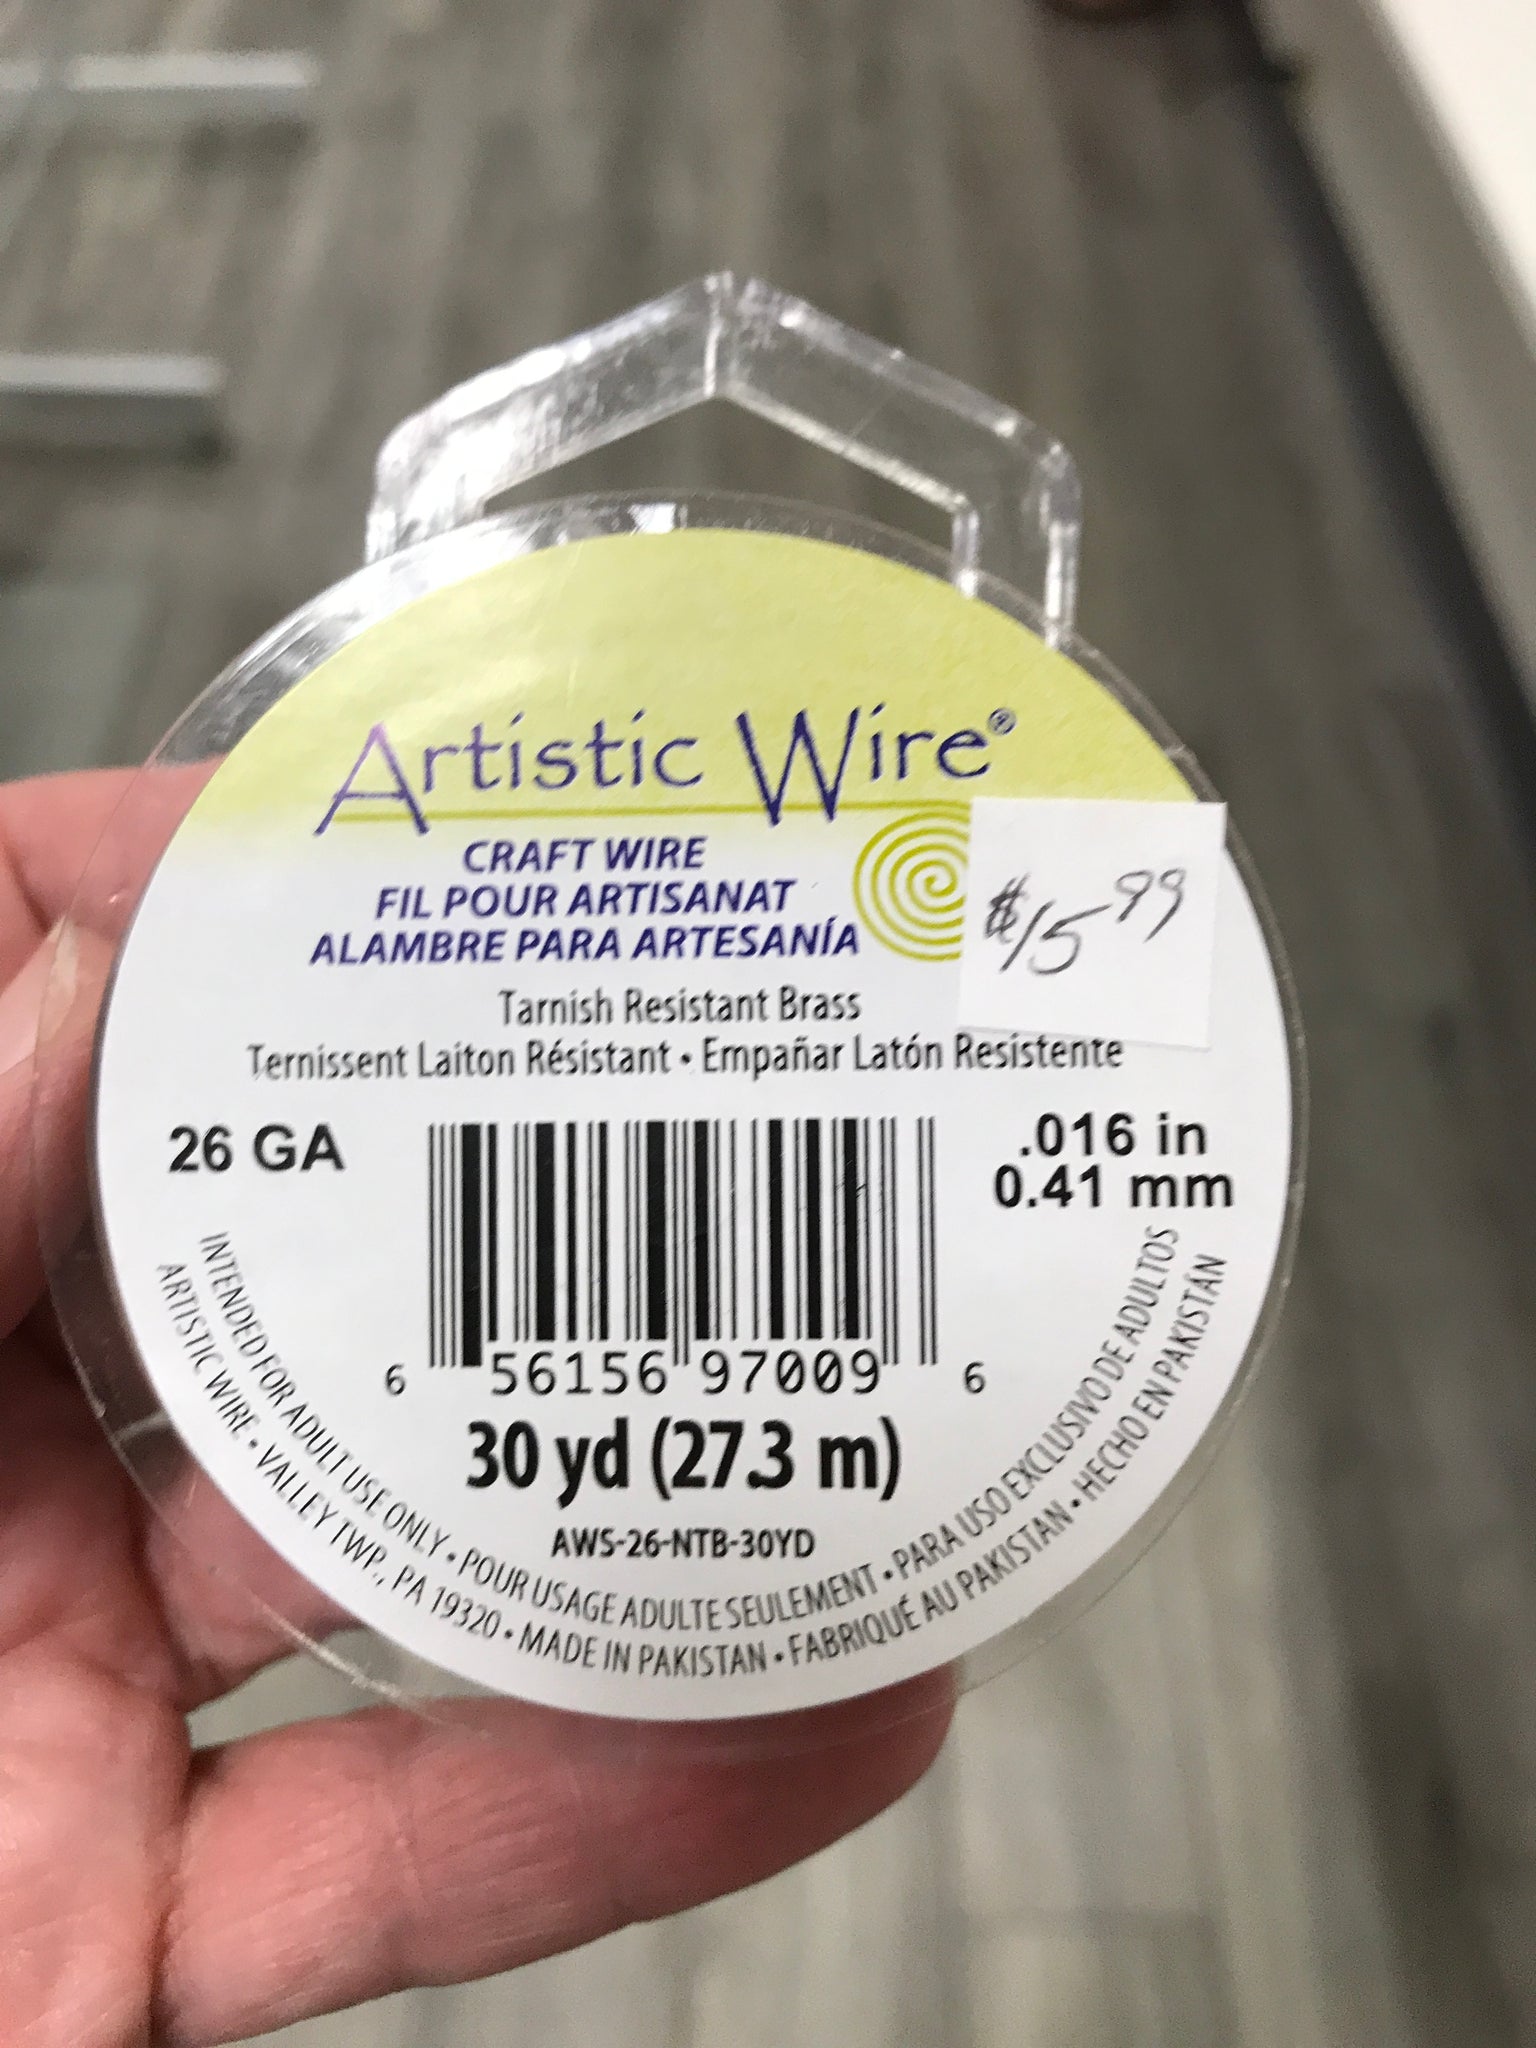 Artistic Wire®
CRAFT WIRE
FIL POUR ARTISANAT
ALAMBRE PARA ARTESANÍA
$15.99
Tarnish Resistant Brass
Ternissent Laiton Résistant • Empañar Latón Resistente
26 GA
.016 in
0.41 mm
6 56156 97009 6
30 yd (27.3 m)
AWS-26-NTB-30YD
INTENDED FOR ADULT USE ONLY • POUR USAGE ADULTE SEULEMENT • PARA USO EXCLUSIVO DE ADULTOS
ARTISTIC WIRE • VALLEY TWP., PA 19320 • MADE IN PAKISTAN • FABRIQUÉ AU PAKISTAN • HECHO EN PAKISTÁN